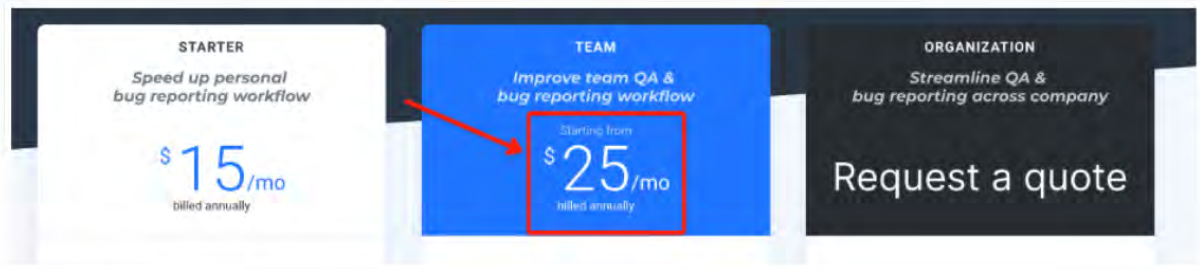 STARTER
Speed up personal
bug reporting workflow
$15/mo
billed annually
TEAM
Improve team QA &
bug reporting workflow
Starting from
$25/mo
billed annually
ORGANIZATION
Streamline QA &
bug reporting across company
Request a quote